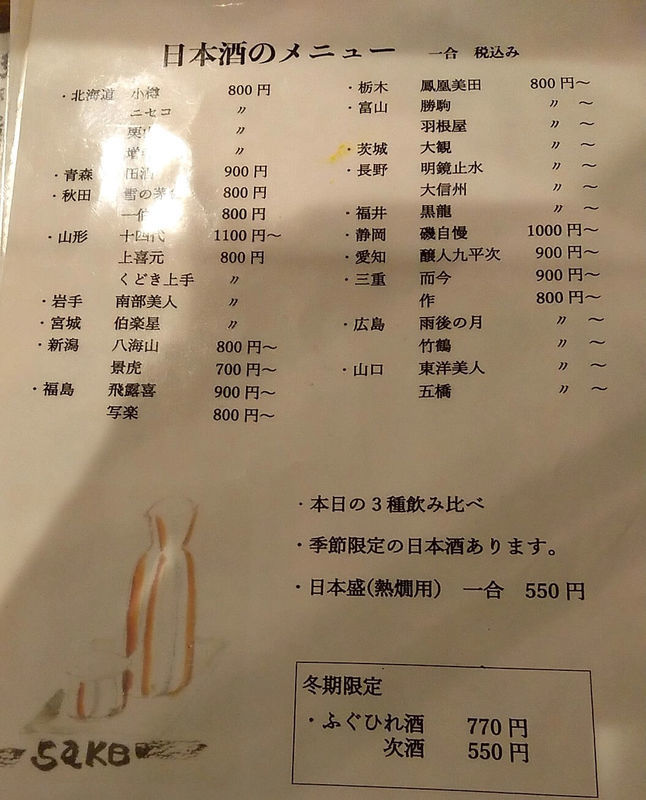 日本酒のメニュー 一合 税込み
・北海道 小樽 800円
ニセコ 〃
栗山 〃
増毛 〃
・青森 田酒 900円
・秋田 雪の茅舎 800円
一白 800円
・山形 十四代 1100円～
上喜元 800円
くどき上手 〃
・岩手 南部美人 〃
・宮城 伯楽星 〃
・新潟 八海山 800円～
景虎 700円～
・福島 飛露喜 900円～
写楽 800円～
・栃木 鳳凰美田 800円～
・富山 勝駒 〃 ～
羽根屋 〃 ～
・茨城 大観 〃 ～
・長野 明鏡止水 〃 ～
大信州 〃 ～
・福井 黒龍 〃 ～
・静岡 磯自慢 1000円～
・愛知 醸人九平次 900円～
・三重 而今 900円～
作 800円～
・広島 雨後の月 〃 ～
竹鶴 〃 ～
・山口 東洋美人 〃 ～
五橋 〃 ～
・本日の3種飲み比べ
・季節限定の日本酒あります。
・日本盛(熱燗用) 一合 550円
冬期限定
・ふぐひれ酒 770円
次酒 550円
SAKE